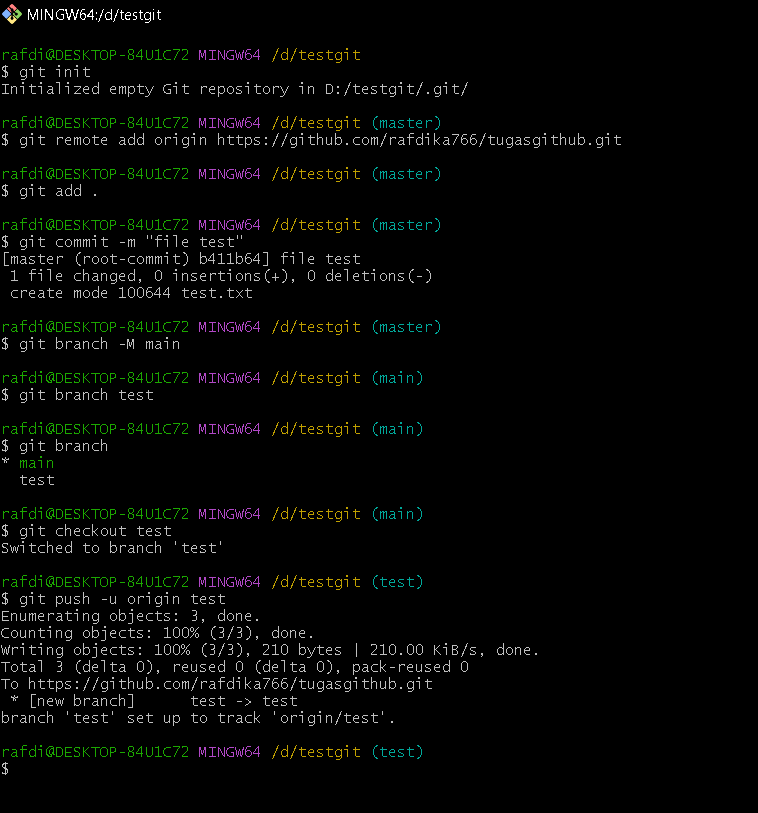 MINGW64:/d/testgit
rafdi@DESKTOP-84U1C72 MINGW64 /d/testgit
$ git init
Initialized empty Git repository in D:/testgit/.git/
rafdi@DESKTOP-84U1C72 MINGW64 /d/testgit (master)
$ git remote add origin https://github.com/rafdika766/tugasgithub.git
rafdi@DESKTOP-84U1C72 MINGW64 /d/testgit (master)
$ git add .
rafdi@DESKTOP-84U1C72 MINGW64 /d/testgit (master)
$ git commit -m "file test"
[master (root-commit) b411b64] file test
 1 file changed, 0 insertions(+), 0 deletions(-)
 create mode 100644 test.txt
rafdi@DESKTOP-84U1C72 MINGW64 /d/testgit (master)
$ git branch -M main
rafdi@DESKTOP-84U1C72 MINGW64 /d/testgit (main)
$ git branch test
rafdi@DESKTOP-84U1C72 MINGW64 /d/testgit (main)
$ git branch
* main
  test
rafdi@DESKTOP-84U1C72 MINGW64 /d/testgit (main)
$ git checkout test
Switched to branch 'test'
rafdi@DESKTOP-84U1C72 MINGW64 /d/testgit (test)
$ git push -u origin test
Enumerating objects: 3, done.
Counting objects: 100% (3/3), done.
Writing objects: 100% (3/3), 210 bytes | 210.00 KiB/s, done.
Total 3 (delta 0), reused 0 (delta 0), pack-reused 0
To https://github.com/rafdika766/tugasgithub.git
 * [new branch]      test -> test
branch 'test' set up to track 'origin/test'.
rafdi@DESKTOP-84U1C72 MINGW64 /d/testgit (test)
$